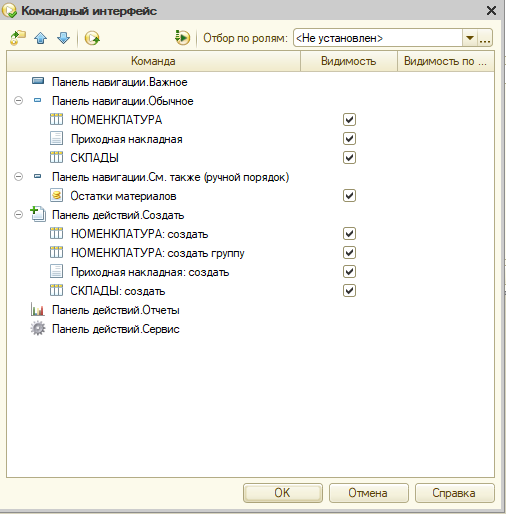 Командный интерфейс
Отбор по ролям: <Не установлен> ...
Команда Видимость Видимость по ...
Панель навигации.Важное
Панель навигации.Обычное
НОМЕНКЛАТУРА
Приходная накладная
СКЛАДЫ
Панель навигации.См. также (ручной порядок)
Остатки материалов
Панель действий.Создать
НОМЕНКЛАТУРА: создать
НОМЕНКЛАТУРА: создать группу
Приходная накладная: создать
СКЛАДЫ: создать
Панель действий.Отчеты
Панель действий.Сервис
OK Отмена Справка